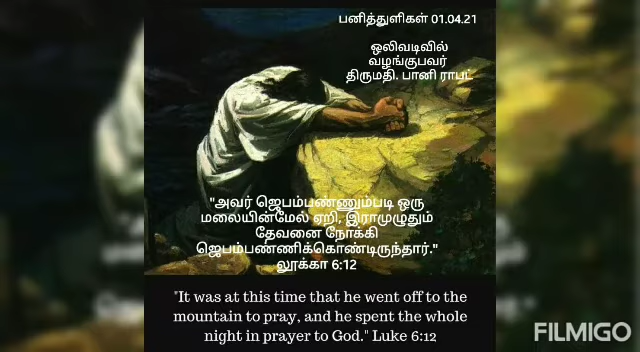 பனித்துளிகள் 01.04.21
ஒலிவடிவில்
வழங்குபவர்
திருமதி. பானி ராபட்
"அவர் ஜெபம்பண்ணும்படி ஒரு
மலையின்மேல் ஏறி, இராமுழுதும்
தேவனை நோக்கி
ஜெபம்பண்ணிக்கொண்டிருந்தார்."
லூக்கா 6:12
"It was at this time that he went off to the
mountain to pray, and he spent the whole
night in prayer to God." Luke 6:12
FILMIGO